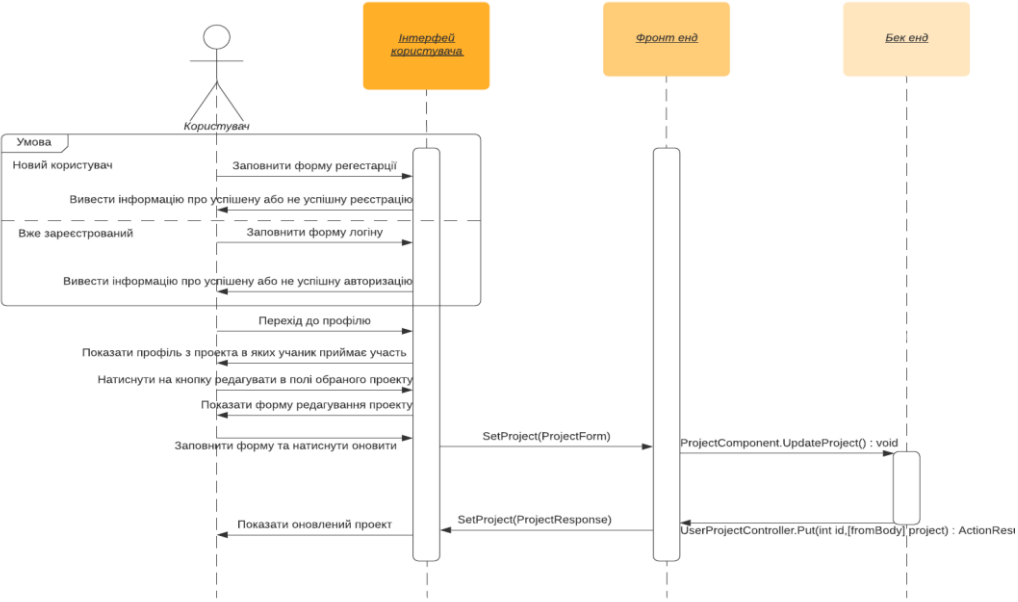 Інтерфей
користувача
Фронт енд
Бек енд
Користувач
Умова
Новий користувач
Заповнити форму регестарції
Вивести інформацію про успішену або не успішну реєстрацію
Вже зареєстрований
Заповнити форму логіну
Вивести інформацію про успішену або не успішну авторизацію
Перехід до профілю
Показати профіль з проекта в яких учаник приймає участь
Натиснути на кнопку редагувати в полі обраного проекту
Показати форму редагування проекту
Заповнити форму та натиснути оновити
SetProject(ProjectForm)
ProjectComponent.UpdateProject() : void
SetProject(ProjectResponse)
UserProjectController.Put(int id,[fromBody] project) : ActionResu
Показати оновлений проект